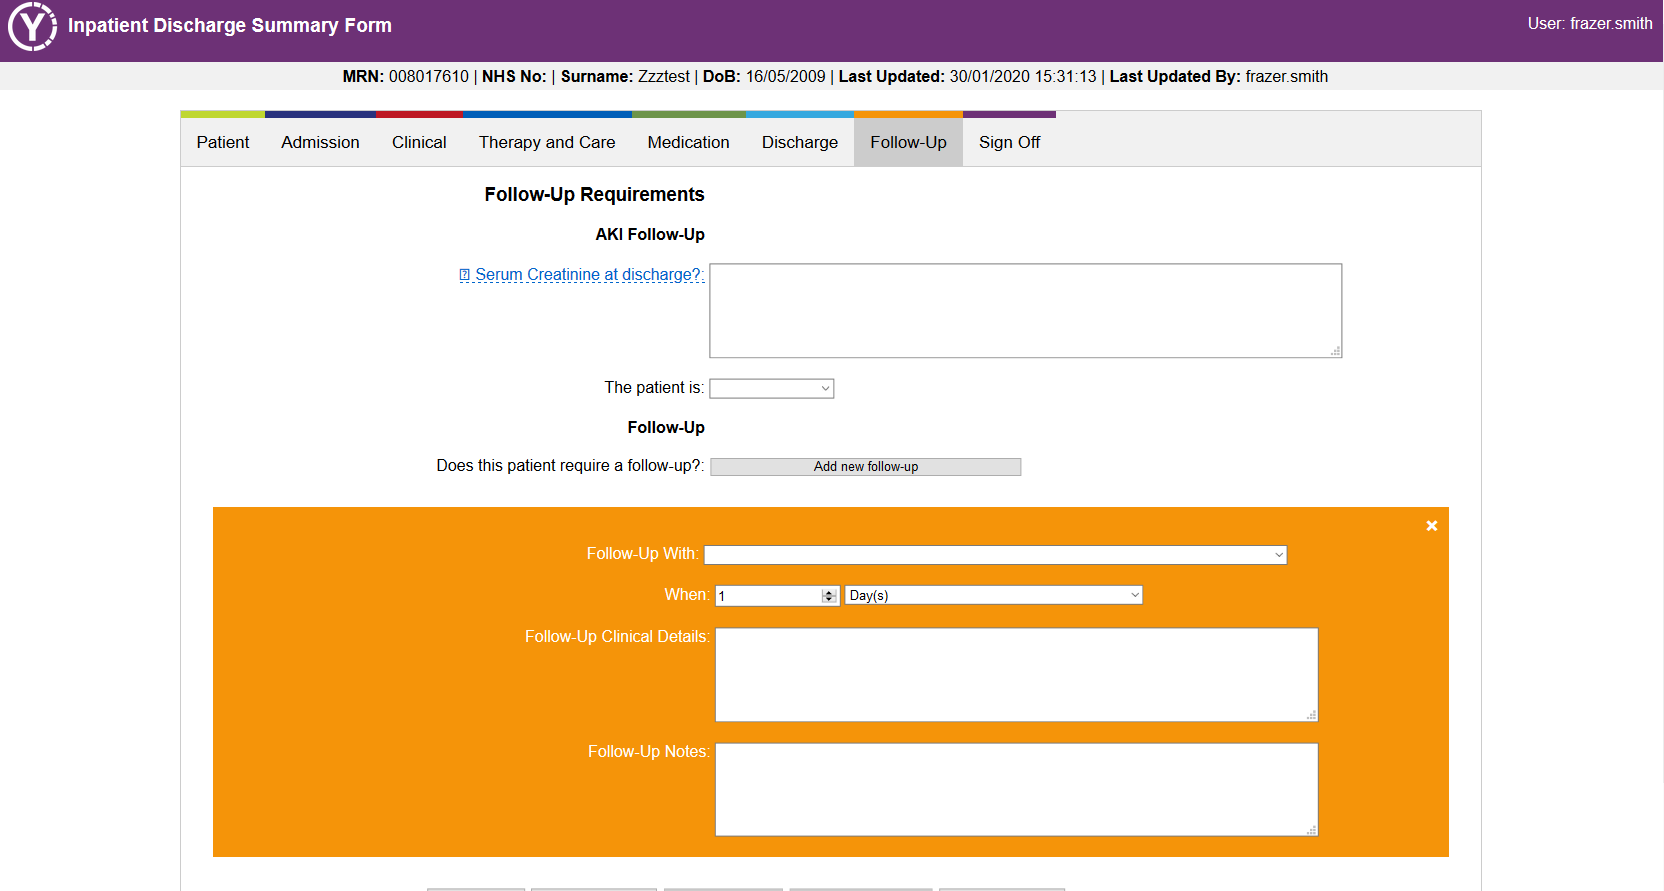 Y Inpatient Discharge Summary Form
User: frazer.smith
MRN: 008017610 | NHS No: | Surname: Zzztest | DoB: 16/05/2009 | Last Updated: 30/01/2020 15:31:13 | Last Updated By: frazer.smith
Patient Admission Clinical Therapy and Care Medication Discharge Follow-Up Sign Off
Follow-Up Requirements
AKI Follow-Up
? Serum Creatinine at discharge?:
The patient is:
Follow-Up
Does this patient require a follow-up?: Add new follow-up
Follow-Up With:
When: 1 Day(s)
Follow-Up Clinical Details:
Follow-Up Notes: